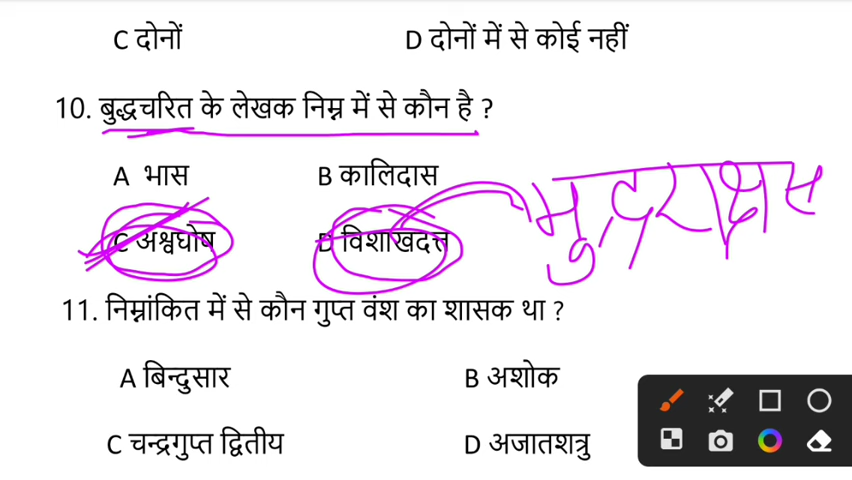 C दोनों D दोनों में से कोई नहीं
10. बुद्धचरित के लेखक निम्न में से कौन है ?
A भास B कालिदास
मुद्राराक्षस
C अश्वघोष D विशाखदत्त
11. निम्नांकित में से कौन गुप्त वंश का शासक था ?
A बिन्दुसार B अशोक
C चन्द्रगुप्त द्वितीय D अजातशत्रु